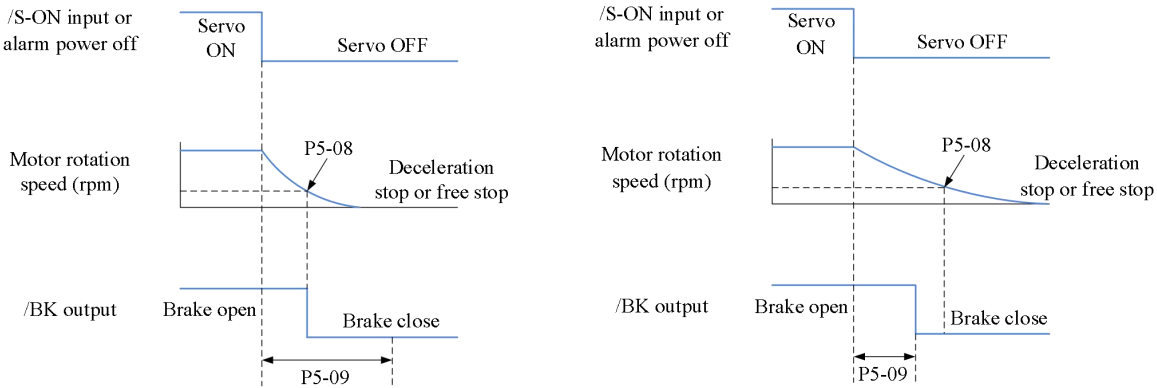 /S-ON input or
alarm power off
Servo
ON
Servo OFF
Motor rotation
speed (rpm)
P5-08
Deceleration
stop or free stop
/BK output
Brake open
Brake close
P5-09
/S-ON input or
alarm power off
Servo
ON
Servo OFF
Motor rotation
speed (rpm)
P5-08
Deceleration
stop or free stop
/BK output
Brake open
Brake close
P5-09